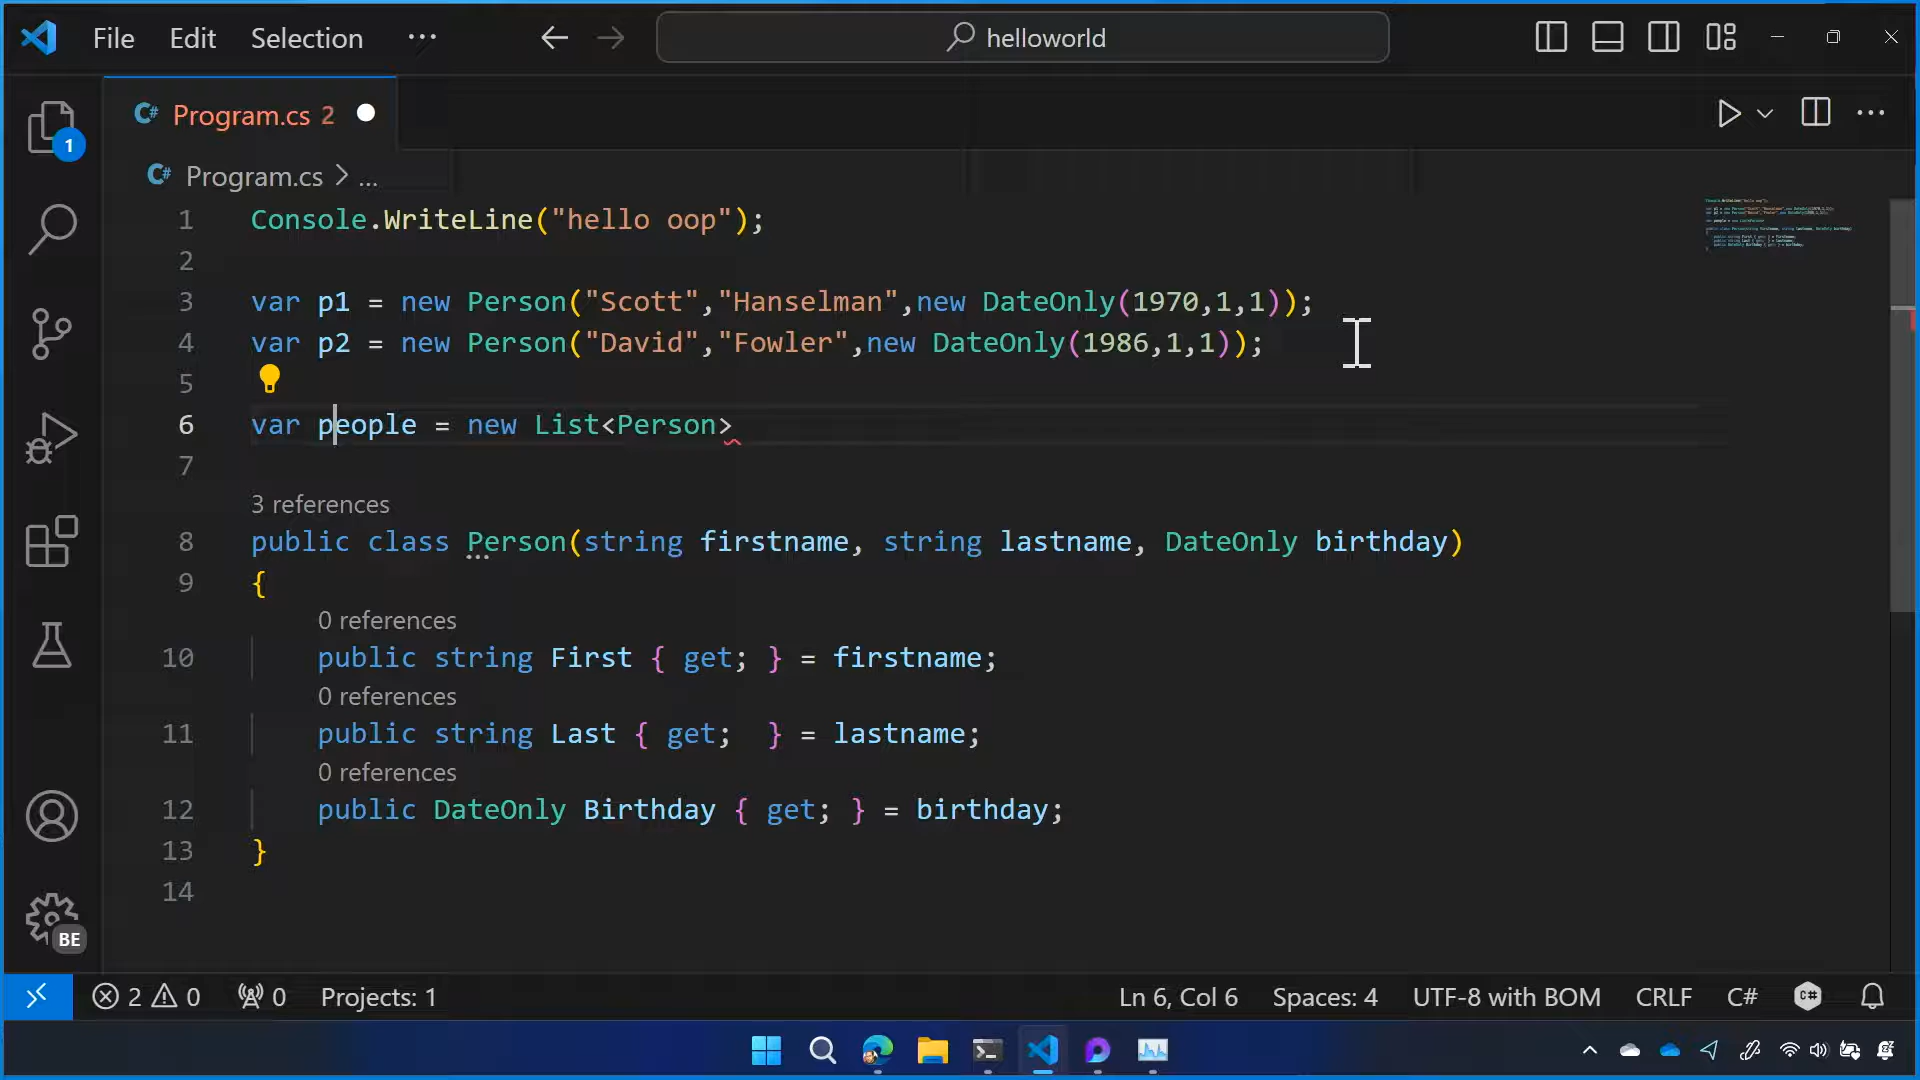 File Edit Selection ··· helloworld
C# Program.cs 2
1
C# Program.cs > ...
1 Console.WriteLine("hello oop");
2
3 var p1 = new Person("Scott","Hanselman",new DateOnly(1970,1,1));
4 var p2 = new Person("David","Fowler",new DateOnly(1986,1,1));
5
6 var people = new List<Person>
7
3 references
8 public class Person(string firstname, string lastname, DateOnly birthday)
9 {
0 references
10 public string First { get; } = firstname;
0 references
11 public string Last { get;  } = lastname;
0 references
12 public DateOnly Birthday { get; } = birthday;
13 }
14
BE
2 0 0 Projects: 1 Ln 6, Col 6 Spaces: 4 UTF-8 with BOM CRLF C# C#